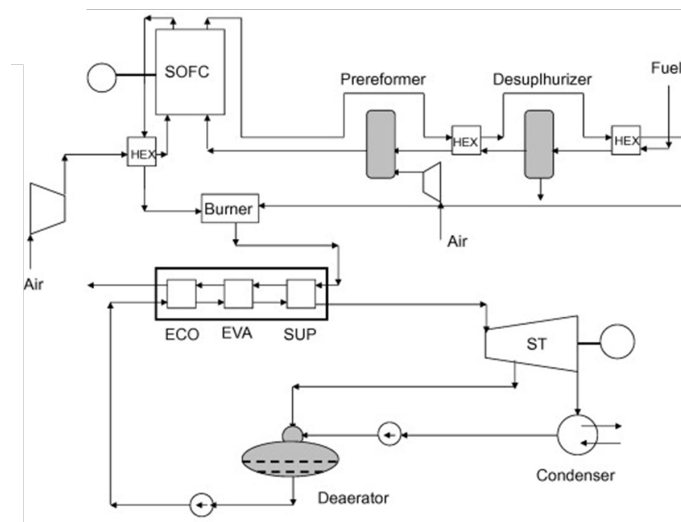 SOFC
Prereformer
Desuplhurizer
Fuel
HEX
HEX
HEX
Burner
Air
Air
ECO
EVA
SUP
ST
Condenser
Deaerator